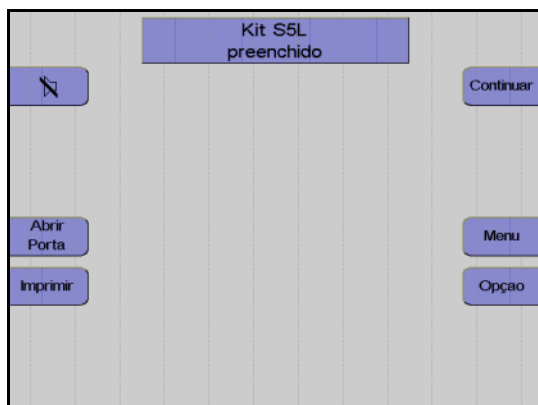 Kit S5L
preenchido
Continuar
Abrir
Porta
Menu
Imprimir
Opçao